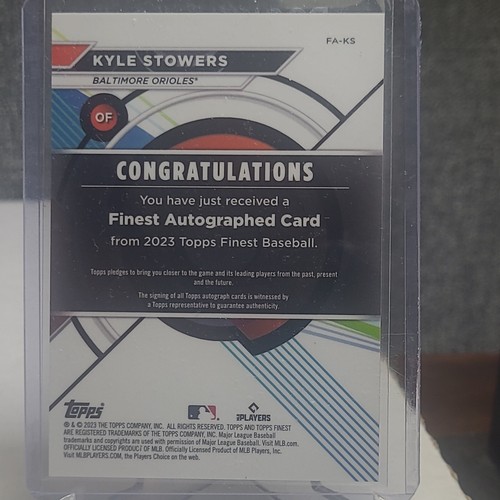 FA-KS
KYLE STOWERS
BALTIMORE ORIOLES®
OF
CONGRATULATIONS
You have just received a
Finest Autographed Card
from 2023 Topps Finest Baseball.
Topps pledges to bring you closer to the game and its leading players from the past, present
and the future.
The signing of all Topps autograph cards is witnessed by
a Topps representative to guarantee authenticity.
topps
PLAYERS
® & © 2023 THE TOPPS COMPANY, INC. ALL RIGHTS RESERVED. TOPPS AND TOPPS FINEST
ARE REGISTERED TRADEMARKS OF THE TOPPS COMPANY, INC. Major League Baseball
trademarks and copyrights are used with permission of Major League Baseball. Visit MLB.com.
OFFICIALLY LICENSED PRODUCT OF MLB. Officially Licensed Product of MLB Players, Inc.
Visit MLBPLAYERS.com, the Players Choice on the web.